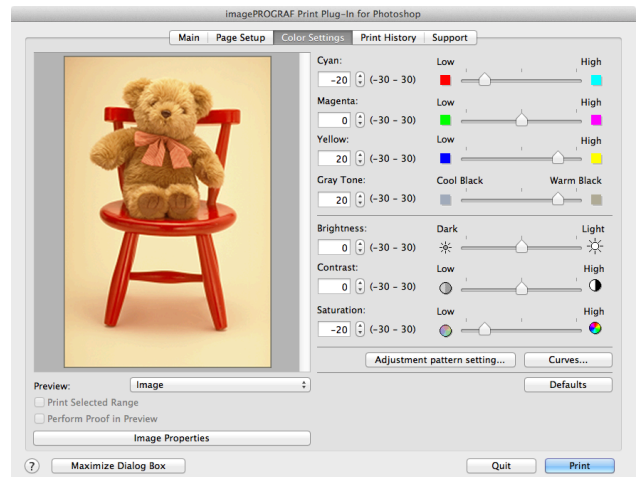 imagePROGRAF Print Plug-In for Photoshop
Main Page Setup Color Settings Print History Support
Cyan: Low High
-20 (-30 – 30)
Magenta: Low High
0 (-30 – 30)
Yellow: Low High
20 (-30 – 30)
Gray Tone: Cool Black Warm Black
20 (-30 – 30)
Brightness: Dark Light
0 (-30 – 30)
Contrast: Low High
0 (-30 – 30)
Saturation: Low High
-20 (-30 – 30)
Adjustment pattern setting... Curves...
Preview: Image Defaults
Print Selected Range
Perform Proof in Preview
Image Properties
? Maximize Dialog Box Quit Print